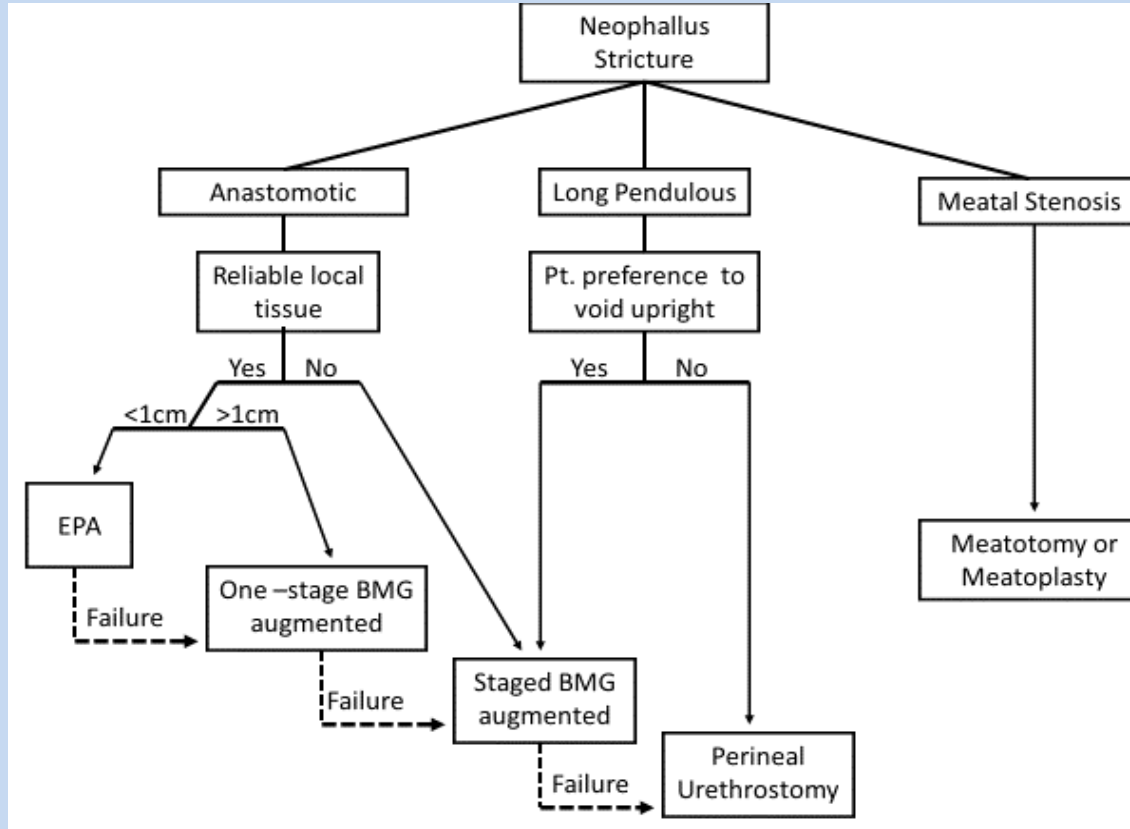 Neophallus
Stricture
Anastomotic
Long Pendulous
Meatal Stenosis
Reliable local
tissue
Pt. preference to
void upright
Yes
No
Yes
No
<1cm
>1cm
EPA
Meatotomy or
Meatoplasty
One –stage BMG
augmented
Failure
Staged BMG
augmented
Failure
Perineal
Urethrostomy
Failure